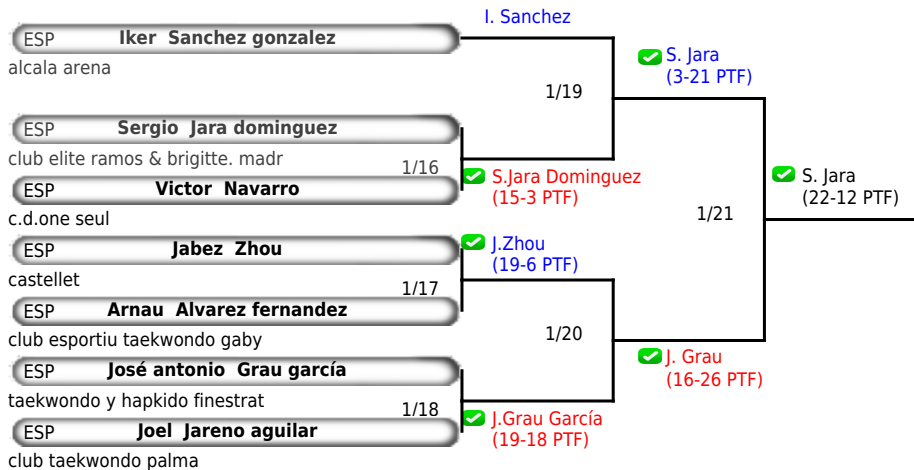 I. Sanchez
ESP Iker Sanchez gonzalez
alcala arena
S. Jara
(3-21 PTF)
1/19
ESP Sergio Jara dominguez
club elite ramos & brigitte. madr
1/16
S.Jara Dominguez
(15-3 PTF)
ESP Victor Navarro
c.d.one seul
S. Jara
(22-12 PTF)
1/21
ESP Jabez Zhou
castellet
J.Zhou
(19-6 PTF)
1/17
ESP Arnau Alvarez fernandez
club esportiu taekwondo gaby
1/20
ESP José antonio Grau garcía
taekwondo y hapkido finestrat
J. Grau
(16-26 PTF)
1/18
J.Grau García
(19-18 PTF)
ESP Joel Jareno aguilar
club taekwondo palma